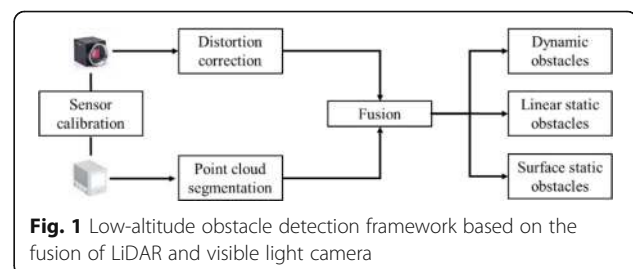 Distortion
correction
Dynamic
obstacles
Sensor
calibration
Fusion
Linear static
obstacles
Point cloud
segmentation
Surface static
obstacles
Fig. 1 Low-altitude obstacle detection framework based on the
fusion of LiDAR and visible light camera